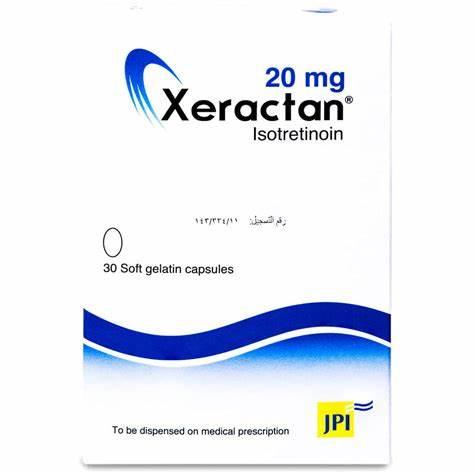 20 mg
Xeractan®
Isotretinoin
رقم التسجيل: ١٤٣/٣٣٤/١١
30 Soft gelatin capsules
To be dispensed on medical prescription
JPI